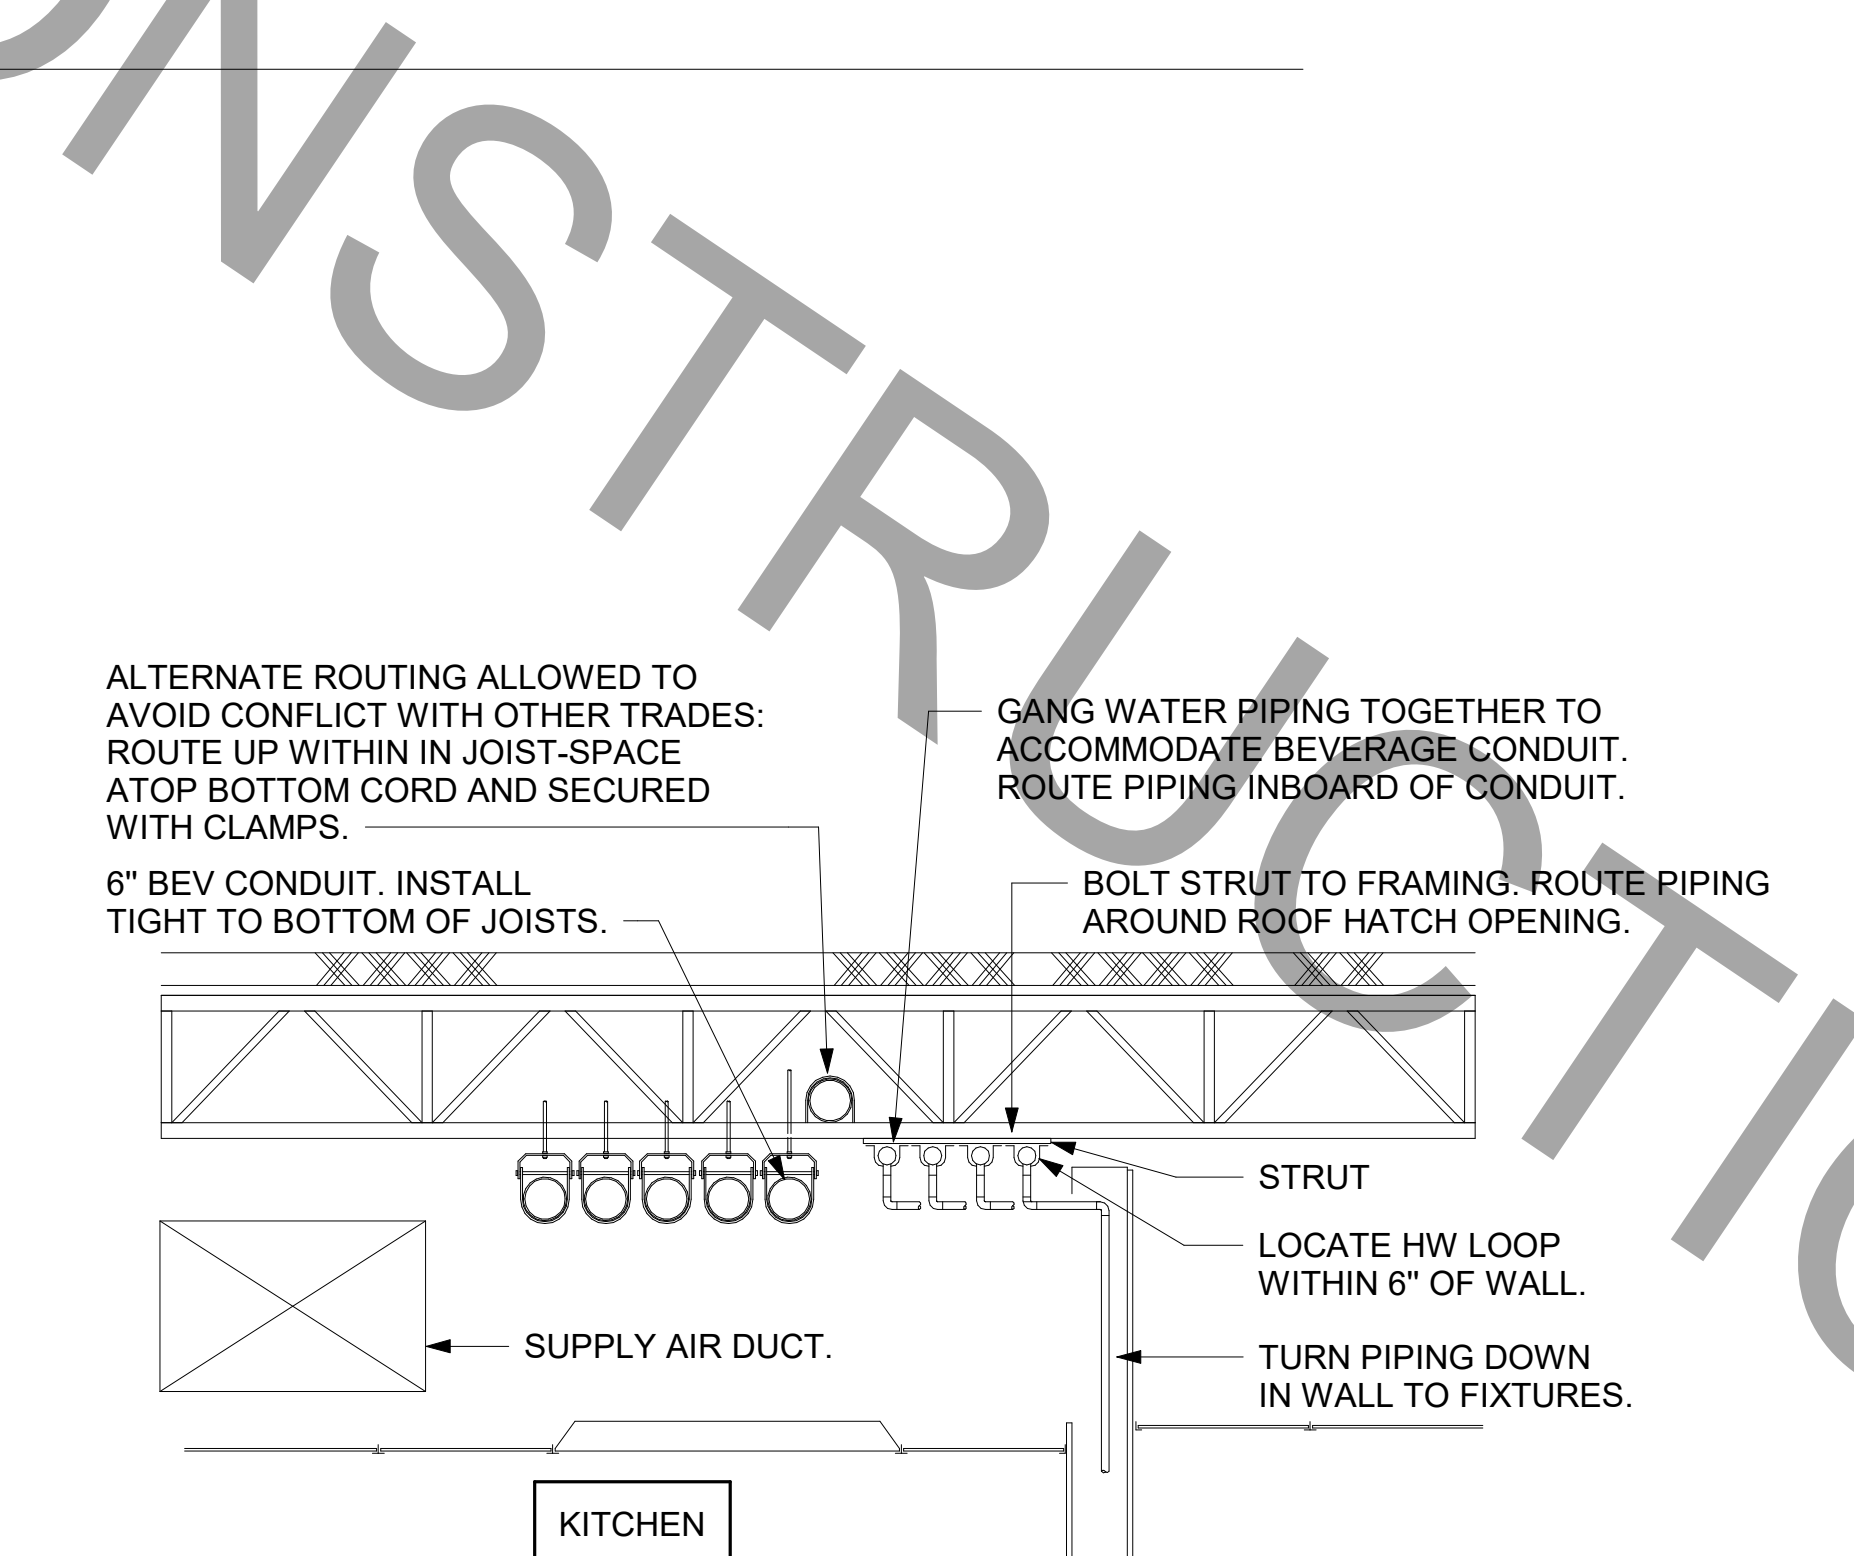 ALTERNATE ROUTING ALLOWED TO
AVOID CONFLICT WITH OTHER TRADES:
ROUTE UP WITHIN IN JOIST-SPACE
ATOP BOTTOM CORD AND SECURED
WITH CLAMPS.
6" BEV CONDUIT. INSTALL
TIGHT TO BOTTOM OF JOISTS.
GANG WATER PIPING TOGETHER TO
ACCOMMODATE BEVERAGE CONDUIT.
ROUTE PIPING INBOARD OF CONDUIT.
BOLT STRUT TO FRAMING. ROUTE PIPING
AROUND ROOF HATCH OPENING.
STRUT
LOCATE HW LOOP
WITHIN 6" OF WALL.
SUPPLY AIR DUCT.
TURN PIPING DOWN
IN WALL TO FIXTURES.
KITCHEN
ONSTRUCTIO